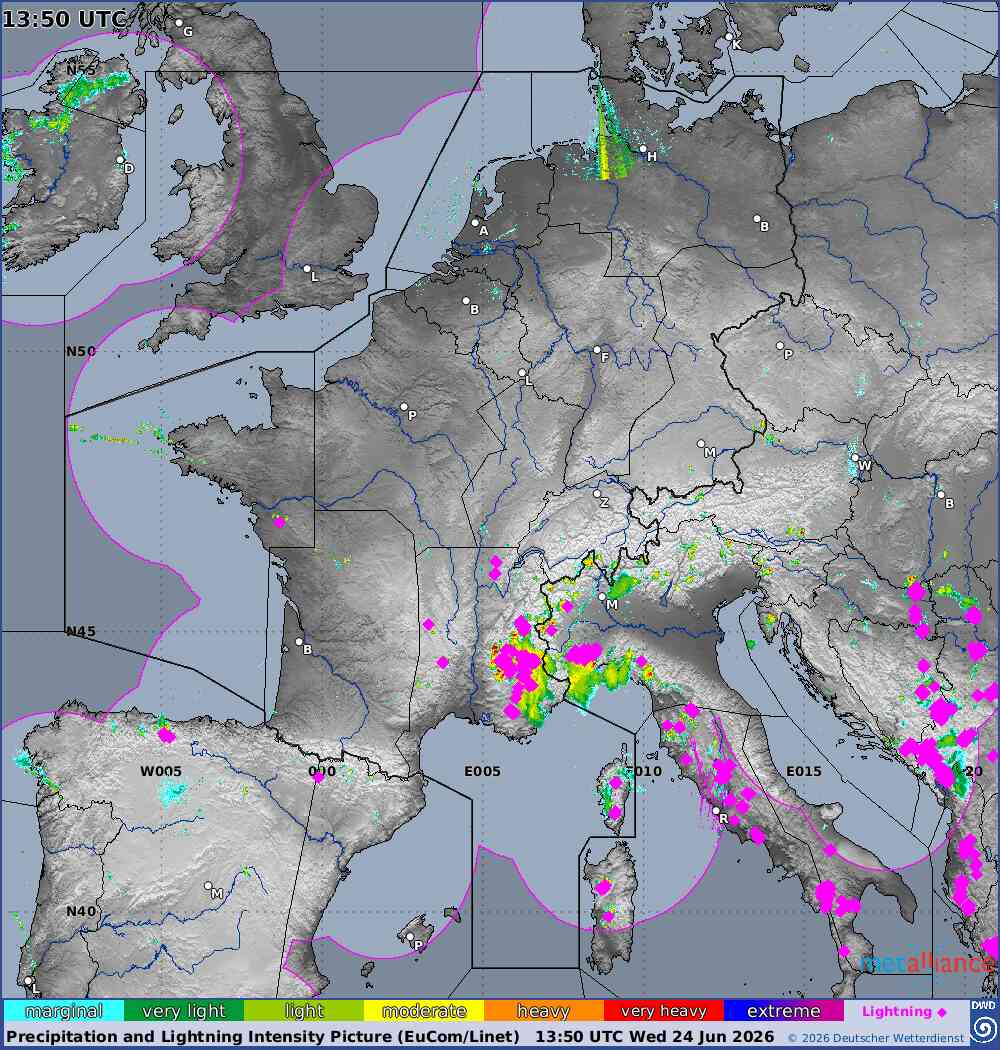 13:50 UTC
G
K
N55
D
H
A
B
L
B
N50
F
P
L
P
M
W
Z
B
M
N45
B
W005
000
E005
E010
E015
20
R
M
N40
P
metalliance
L
marginal very light light moderate heavy very heavy extreme Lightning
DWD
Precipitation and Lightning Intensity Picture (EuCom/Linet) 13:50 UTC Wed 24 Jun 2026 © 2026 Deutscher Wetterdienst